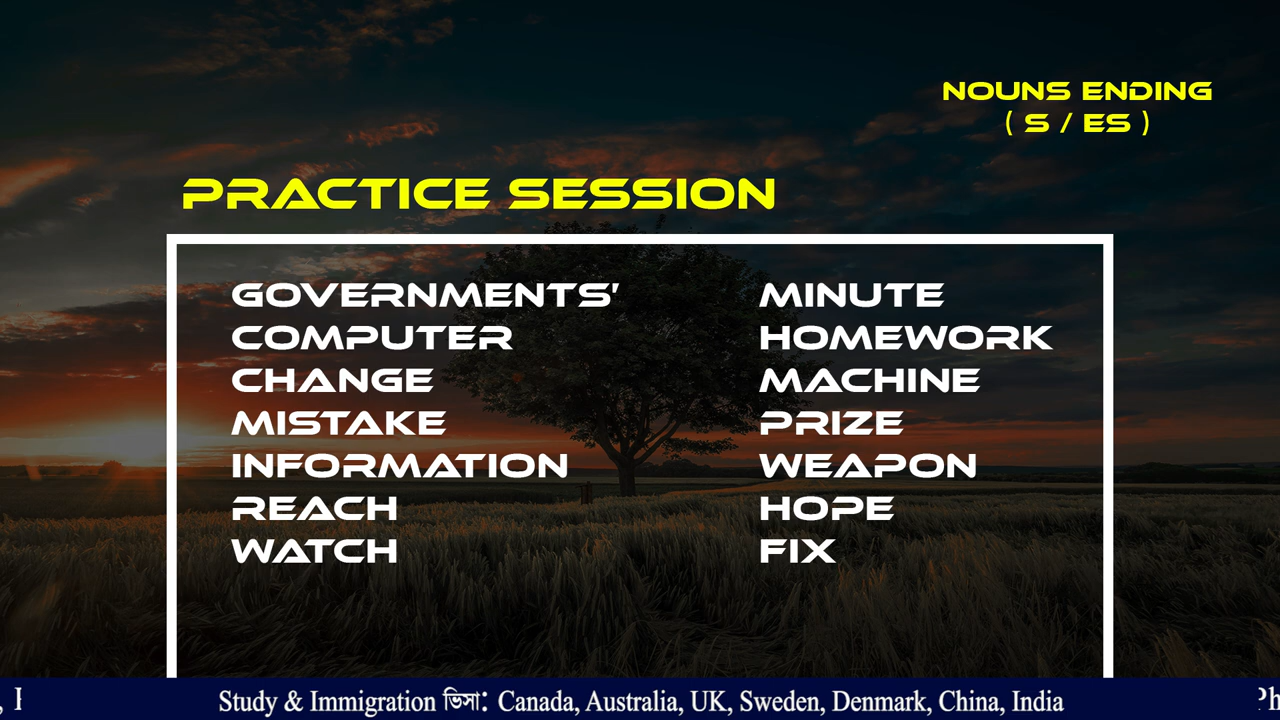 NOUNS ENDING
( S / ES )
PRACTICE SESSION
GOVERNMENTS'
COMPUTER
CHANGE
MISTAKE
INFORMATION
REACH
WATCH
MINUTE
HOMEWORK
MACHINE
PRIZE
WEAPON
HOPE
FIX
Study & Immigration ভিসা: Canada, Australia, UK, Sweden, Denmark, China, India